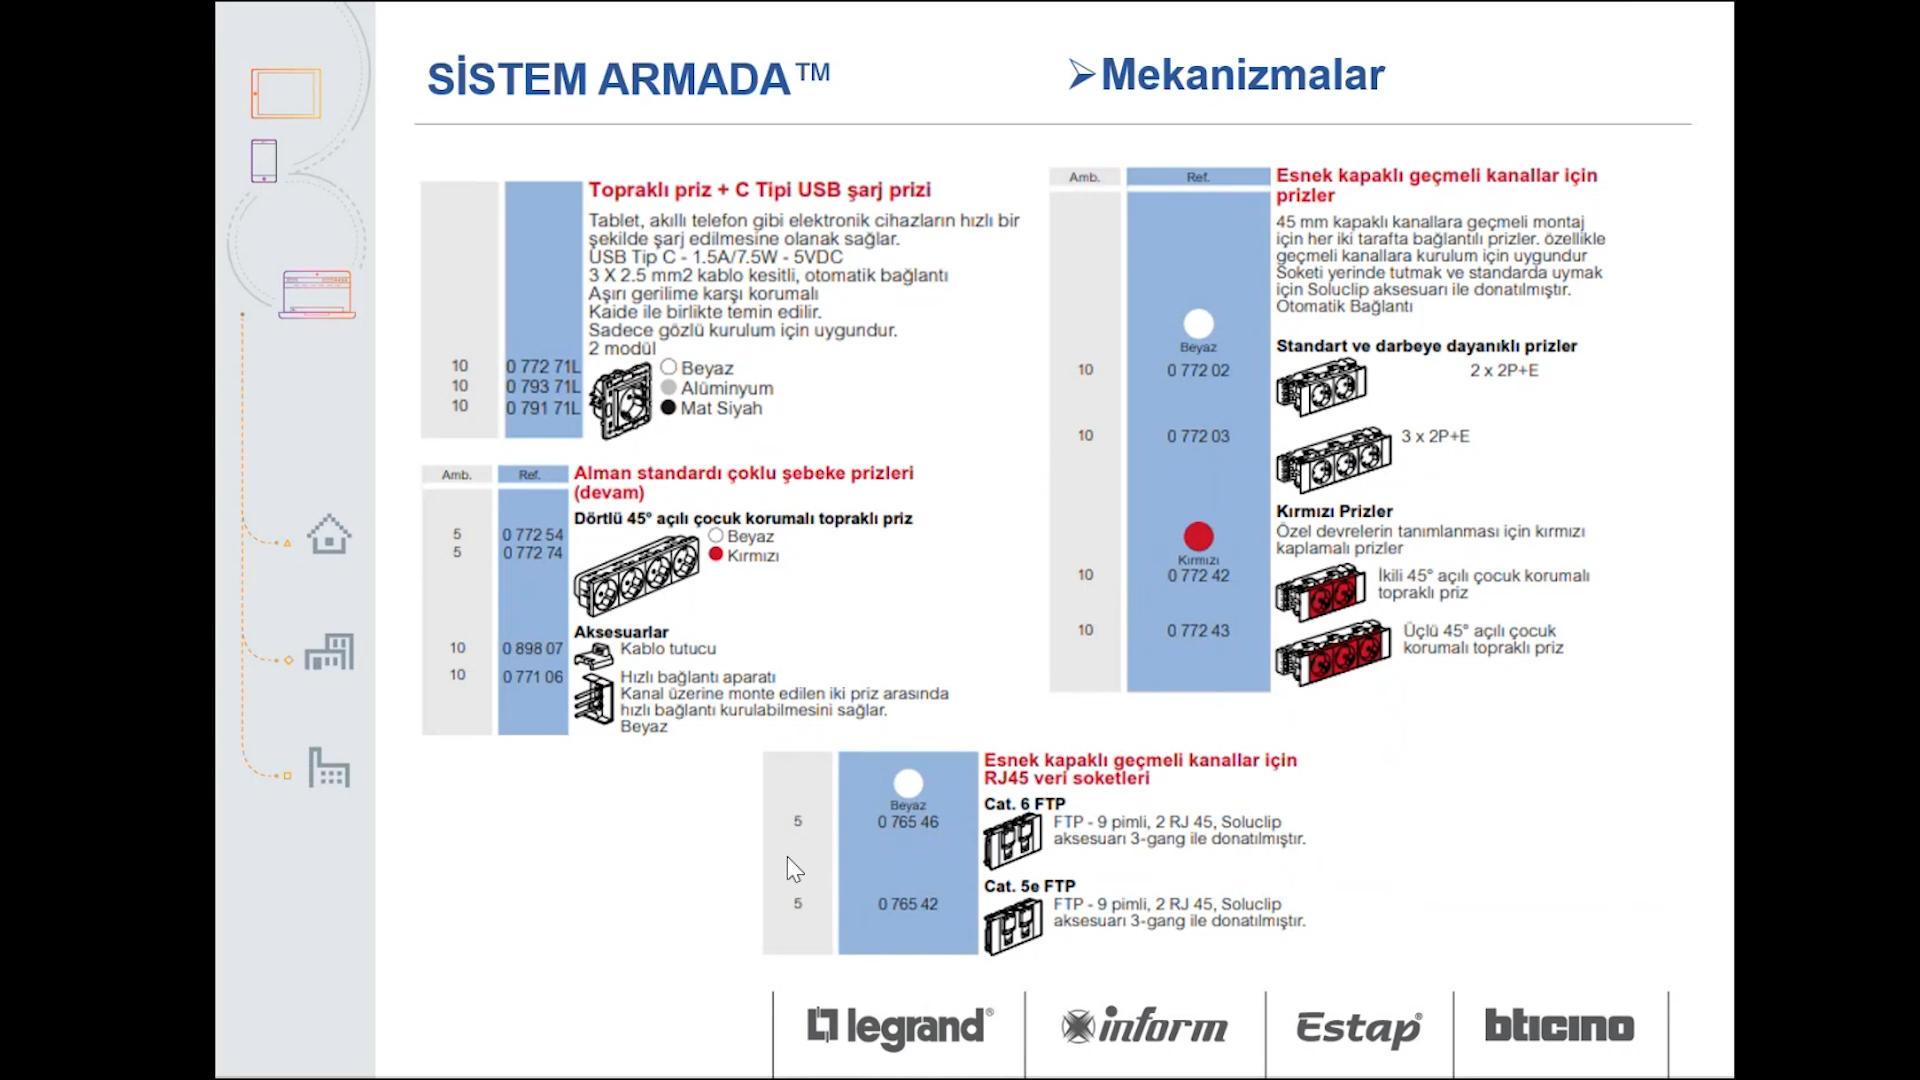 SİSTEM ARMADA™
➢Mekanizmalar
Topraklı priz + C Tipi USB şarj prizi
Tablet, akıllı telefon gibi elektronik cihazların hızlı bir
şekilde şarj edilmesine olanak sağlar.
USB Tip C - 1.5A/7.5W - 5VDC
3 X 2.5 mm2 kablo kesitli, otomatik bağlantı
Aşırı gerilime karşı korumalı
Kaide ile birlikte temin edilir.
Sadece gözlü kurulum için uygundur.
2 modül
10 0 772 71L Beyaz
10 0 793 71L Alüminyum
10 0 791 71L Mat Siyah
Amb. Ref. Alman standardı çoklu şebeke prizleri
(devam)
Dörtlü 45° açılı çocuk korumalı topraklı priz
5 0 772 54 Beyaz
5 0 772 74 Kırmızı
Aksesuarlar
10 0 898 07 Kablo tutucu
10 0 771 06 Hızlı bağlantı aparatı
Kanal üzerine monte edilen iki priz arasında
hızlı bağlantı kurulabilmesini sağlar.
Beyaz
Amb. Ref. Esnek kapaklı geçmeli kanallar için
prizler
45 mm kapaklı kanallara geçmeli montaj
için her iki tarafta bağlantılı prizler. özellikle
geçmeli kanallara kurulum için uygundur
Soketi yerinde tutmak ve standarda uymak
için Soluclip aksesuarı ile donatılmıştır.
Otomatik Bağlantı
Beyaz Standart ve darbeye dayanıklı prizler
10 0 772 02 2 x 2P+E
10 0 772 03 3 x 2P+E
Kırmızı Prizler
Özel devrelerin tanımlanması için kırmızı
kaplamalı prizler
Kırmızı
10 0 772 42 İkili 45° açılı çocuk korumalı
topraklı priz
10 0 772 43 Üçlü 45° açılı çocuk
korumalı topraklı priz
Esnek kapaklı geçmeli kanallar için
RJ45 veri soketleri
Beyaz Cat. 6 FTP
5 0 765 46 FTP - 9 pimli, 2 RJ 45, Soluclip
aksesuarı 3-gang ile donatılmıştır.
Cat. 5e FTP
5 0 765 42 FTP - 9 pimli, 2 RJ 45, Soluclip
aksesuarı 3-gang ile donatılmıştır.
legrand® inform Estap® bticino